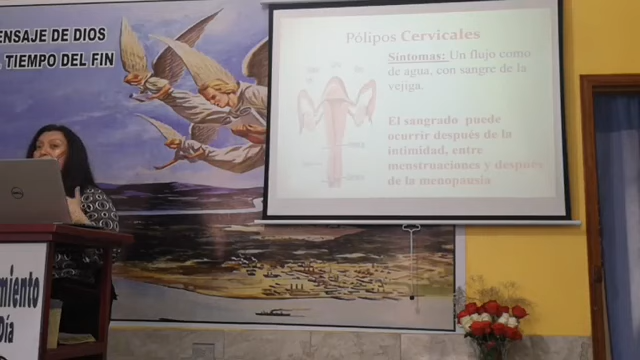 ENSAJE DE DIOS
TIEMPO DEL FIN
Pólipos Cervicales
Síntomas: Un flujo como
de agua, con sangre de la
vejiga.
El sangrado puede
ocurrir después de la
intimidad, entre
menstruaciones y después
de la menopausia
miento
Día